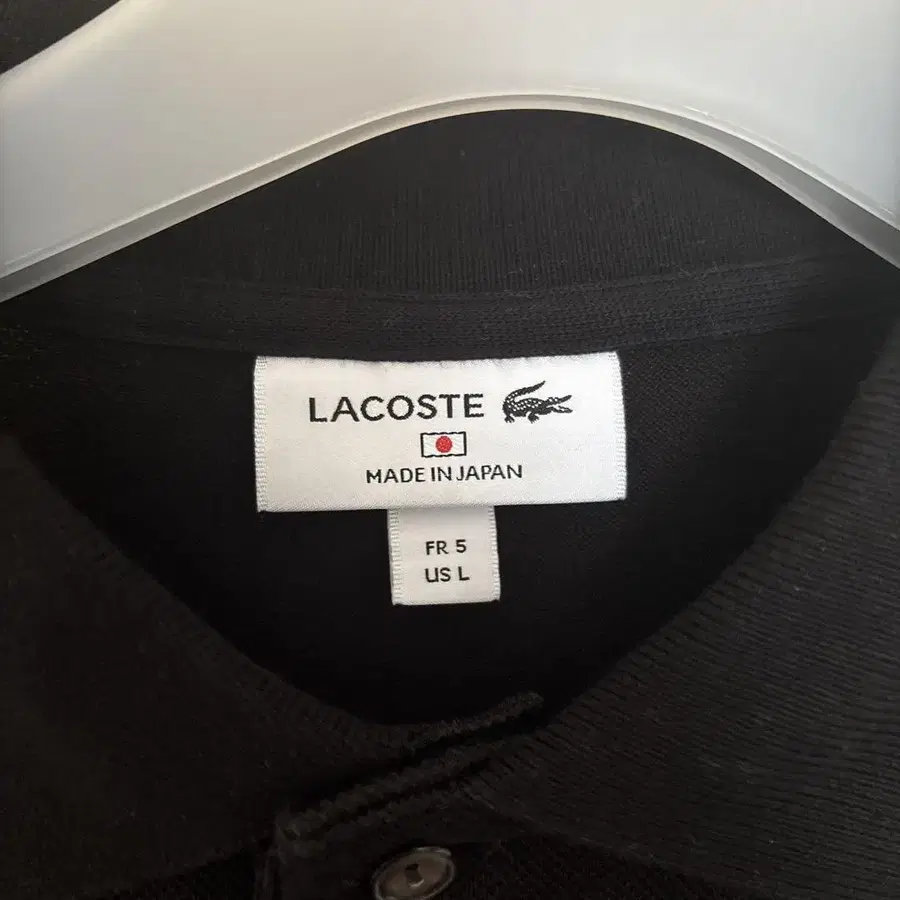 LACOSTE
MADE IN JAPAN
FR 5
US L